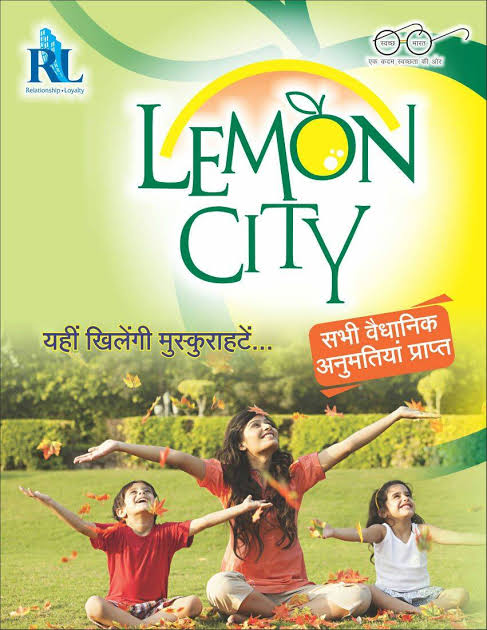 RL
Relationship • Loyalty
स्वच्छ भारत
एक कदम स्वच्छता की ओर
LEMON
CITY
यहीं खिलेंगी मुस्कुराहटें...
सभी वैधानिक
अनुमतियां प्राप्त